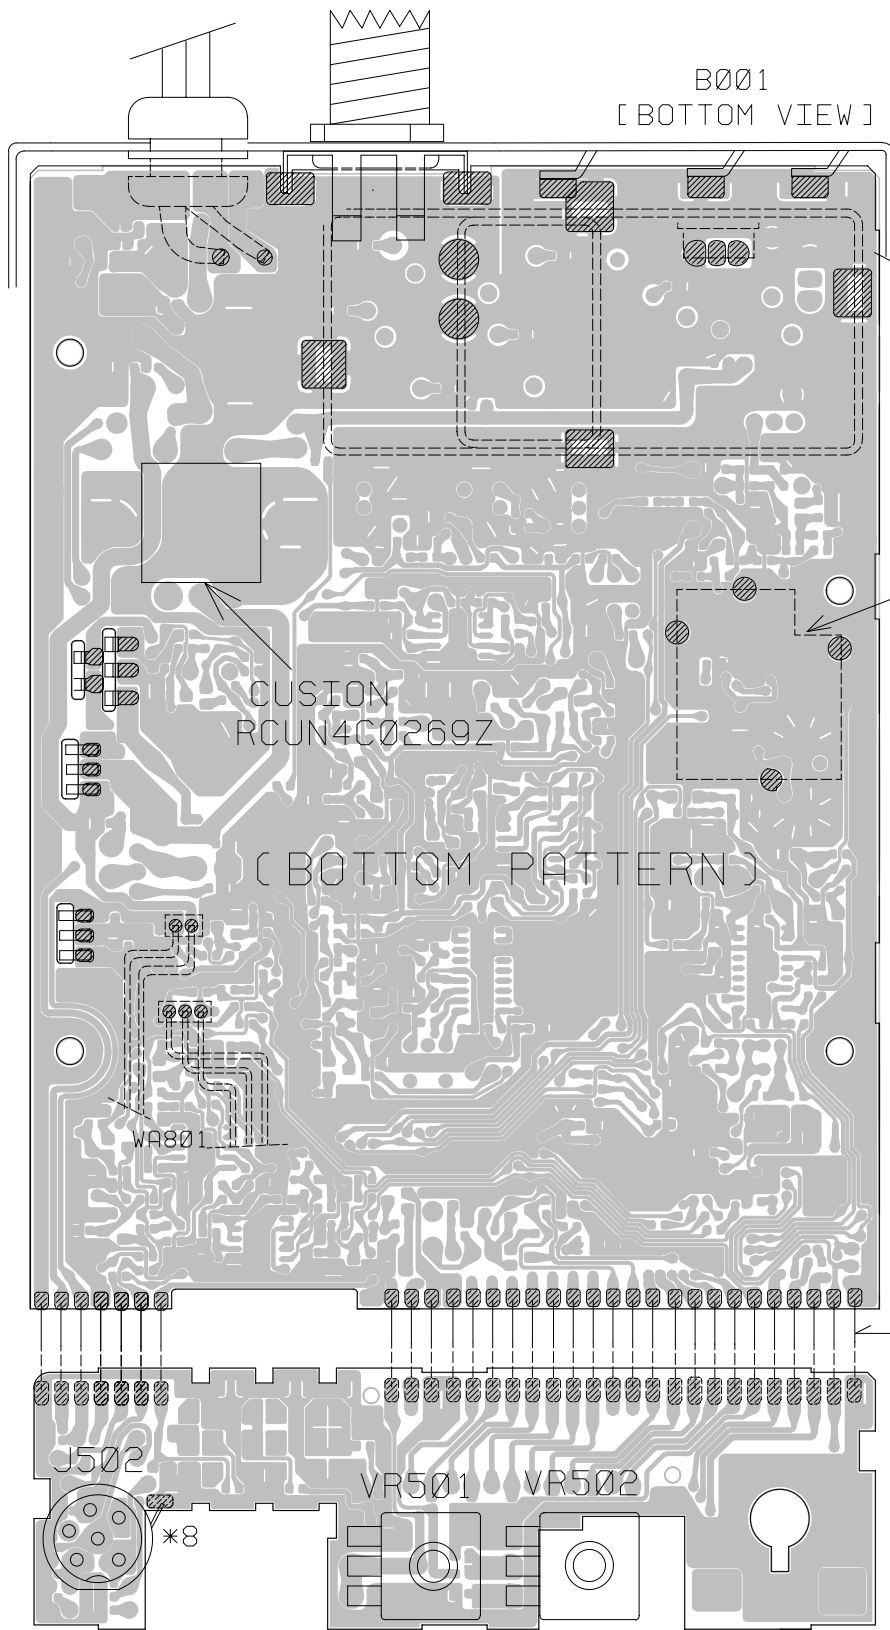 B001
[BOTTOM VIEW]
CUSION
RCUN4C0269Z
(BOTTOM PATTERN)
WA801
J502
VR501
VR502
*8